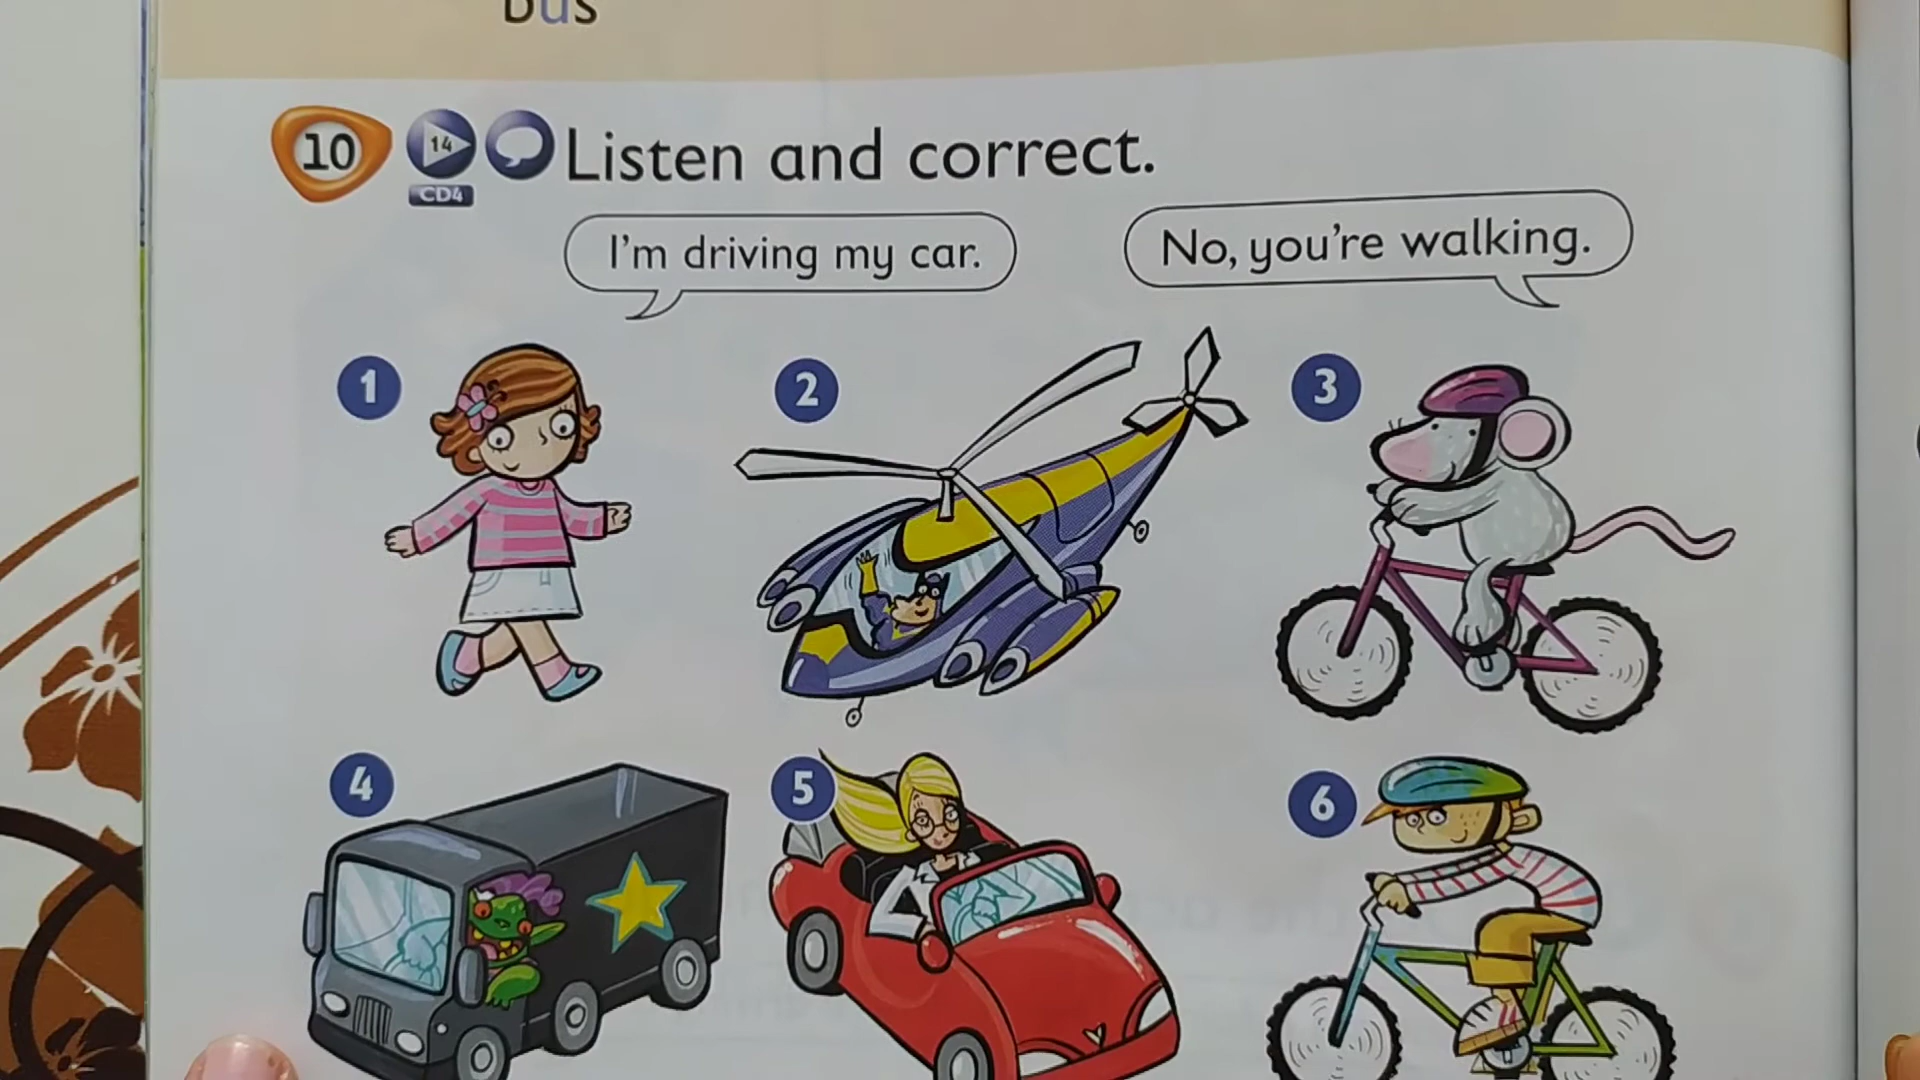 bus
10 14 Listen and correct.
CD4
I'm driving my car.
No, you're walking.
1
2
3
4
5
6